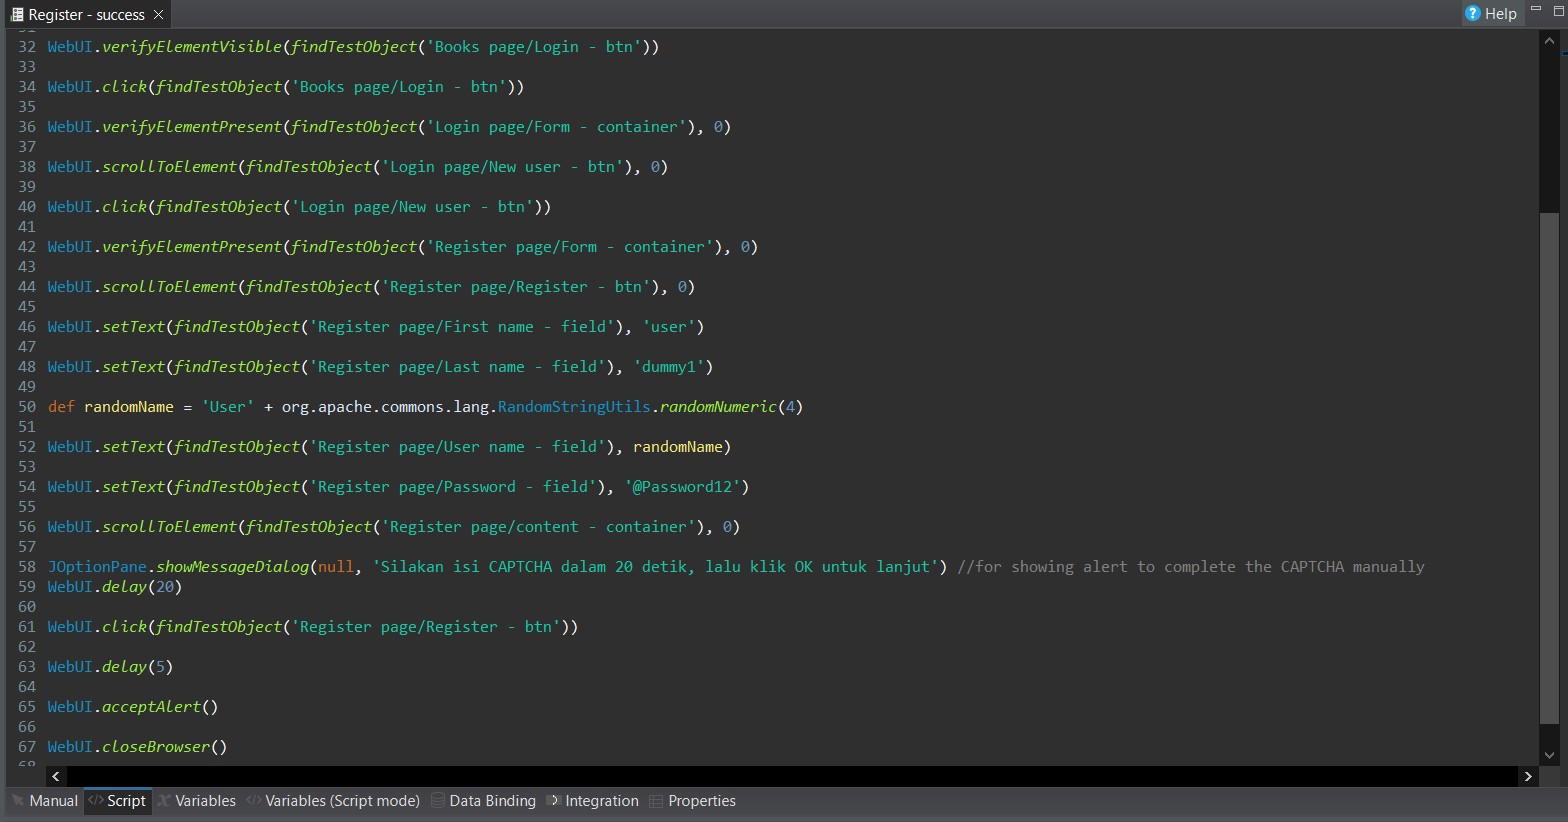 Register - success
Help
32 WebUI.verifyElementVisible(findTestObject('Books page/Login - btn'))
33
34 WebUI.click(findTestObject('Books page/Login - btn'))
35
36 WebUI.verifyElementPresent(findTestObject('Login page/Form - container'), 0)
37
38 WebUI.scrollToElement(findTestObject('Login page/New user - btn'), 0)
39
40 WebUI.click(findTestObject('Login page/New user - btn'))
41
42 WebUI.verifyElementPresent(findTestObject('Register page/Form - container'), 0)
43
44 WebUI.scrollToElement(findTestObject('Register page/Register - btn'), 0)
45
46 WebUI.setText(findTestObject('Register page/First name - field'), 'user')
47
48 WebUI.setText(findTestObject('Register page/Last name - field'), 'dummy1')
49
50 def randomName = 'User' + org.apache.commons.lang.RandomStringUtils.randomNumeric(4)
51
52 WebUI.setText(findTestObject('Register page/User name - field'), randomName)
53
54 WebUI.setText(findTestObject('Register page/Password - field'), '@Password12')
55
56 WebUI.scrollToElement(findTestObject('Register page/content - container'), 0)
57
58 JOptionPane.showMessageDialog(null, 'Silakan isi CAPTCHA dalam 20 detik, lalu klik OK untuk lanjut') //for showing alert to complete the CAPTCHA manually
59 WebUI.delay(20)
60
61 WebUI.click(findTestObject('Register page/Register - btn'))
62
63 WebUI.delay(5)
64
65 WebUI.acceptAlert()
66
67 WebUI.closeBrowser()
68
Manual </> Script Variables </> Variables (Script mode) Data Binding Integration Properties